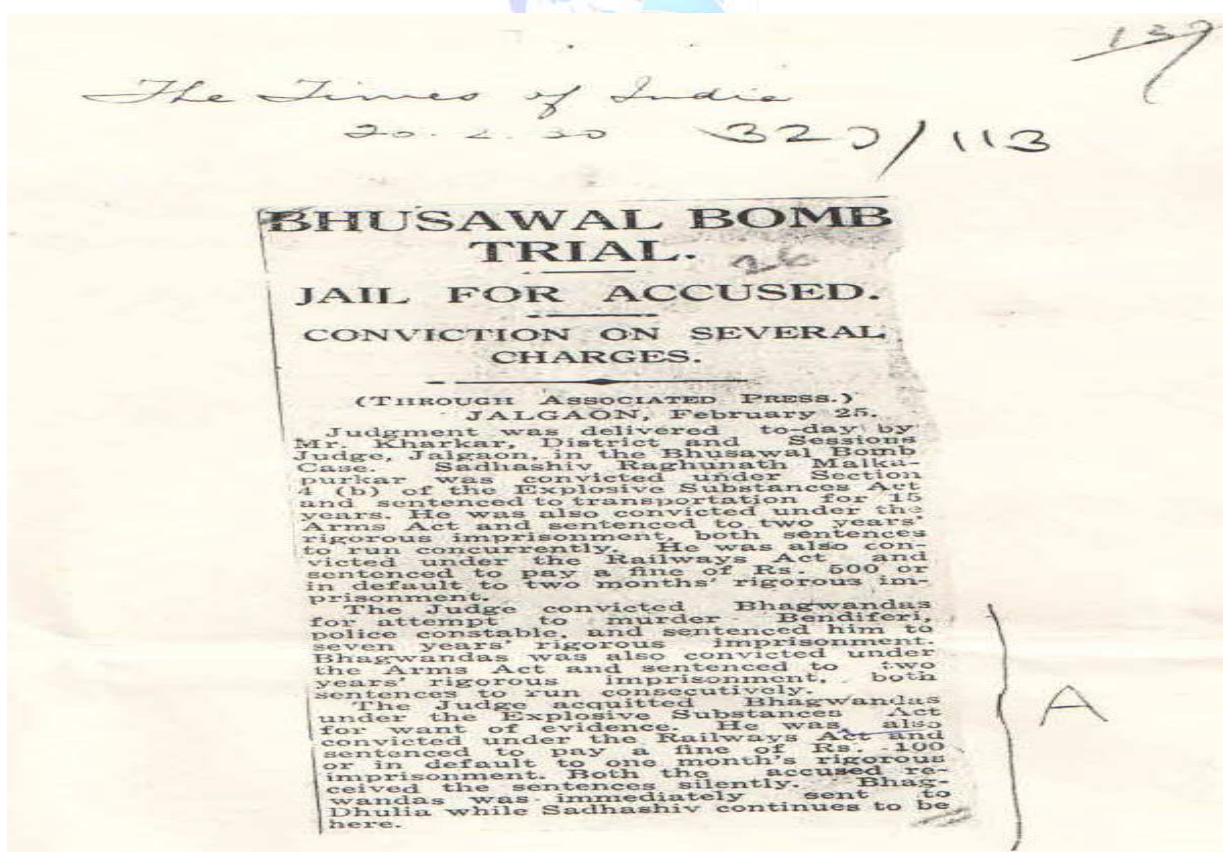 139
The Times of India
20. 2. 30 320/113
BHUSAWAL BOMB
TRIAL.
26
JAIL FOR ACCUSED.
CONVICTION ON SEVERAL
CHARGES.
(THROUGH ASSOCIATED PRESS.)
JALGAON, February 25.
Judgment was delivered to-day by
Mr. Kharkar, District and Sessions
Judge, Jalgaon, in the Bhusawal Bomb
Case. Sadhashiv Raghunath Malka-
purkar was convicted under Section
4 (b) of the Explosive Substances Act
and sentenced to transportation for 15
years. He was also convicted under the
Arms Act and sentenced to two years'
rigorous imprisonment, both sentences
to run concurrently. He was also con-
victed under the Railways Act and
sentenced to pay a fine of Rs. 500 or
in default to two months' rigorous im-
prisonment.
The Judge convicted Bhagwandas
for attempt to murder Bendiferi,
police constable, and sentenced him to
seven years' rigorous imprisonment.
Bhagwandas was also convicted under
the Arms Act and sentenced to two
years' rigorous imprisonment, both
sentences to run consecutively.
The Judge acquitted Bhagwandas
under the Explosive Substances Act
for want of evidence. He was also
convicted under the Railways Act and
sentenced to pay a fine of Rs. 100
or in default to one month's rigorous
imprisonment. Both the accused re-
ceived the sentences silently. Bhag-
wandas was immediately sent to
Dhulia while Sadhashiv continues to be
here.
A